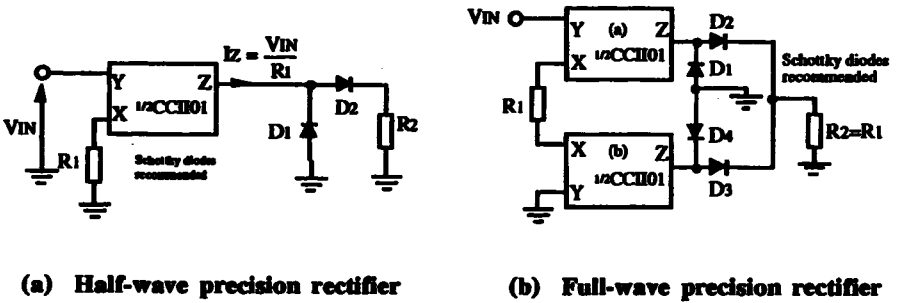 Iz = VIN
R1
Y
Z
X
1/2CCII01
VIN
R1
D1
D2
R2
Schottky diodes
recommended
(a) Half-wave precision rectifier
VIN
Y
(a)
Z
X
1/2CCII01
D2
D1
Schottky diodes
recommended
R1
R2=R1
X
(b)
Z
Y
1/2CCII01
D4
D3
(b) Full-wave precision rectifier